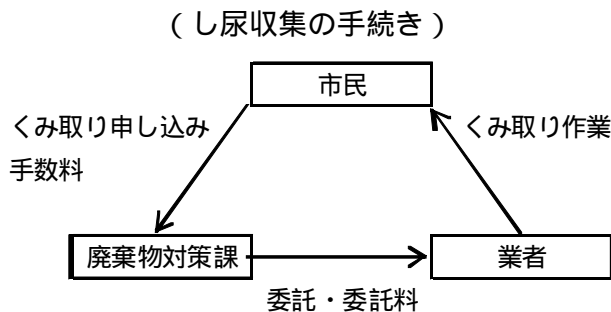 （し尿収集の手続き）
市民
くみ取り申し込み
手数料
くみ取り作業
廃棄物対策課
業者
委託・委託料